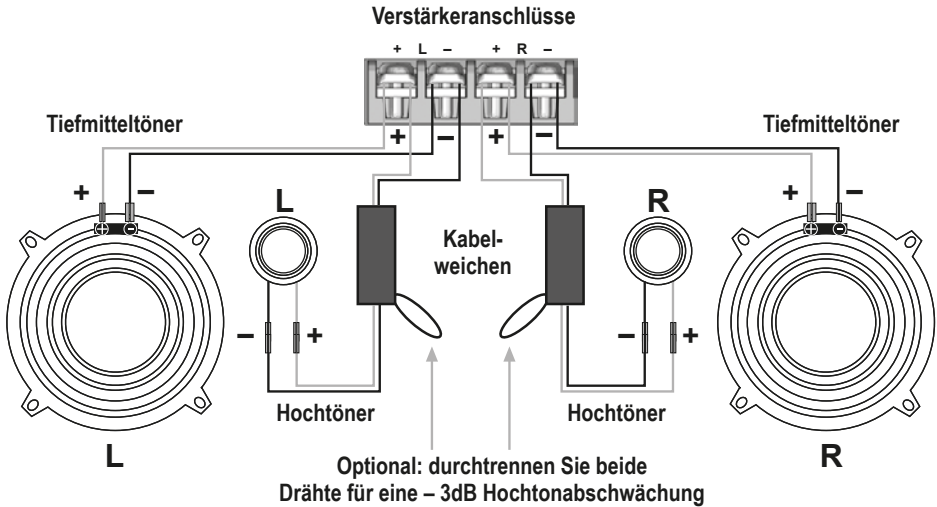 Verstärkeranschlüsse
+ L – + R –
Tiefmitteltöner
+ – + –
Tiefmitteltöner
+ –
L
R
+ –
Kabel-
weichen
– +
– +
Hochtöner
Hochtöner
L
R
Optional: durchtrennen Sie beide
Drähte für eine – 3dB Hochtonabschwächung